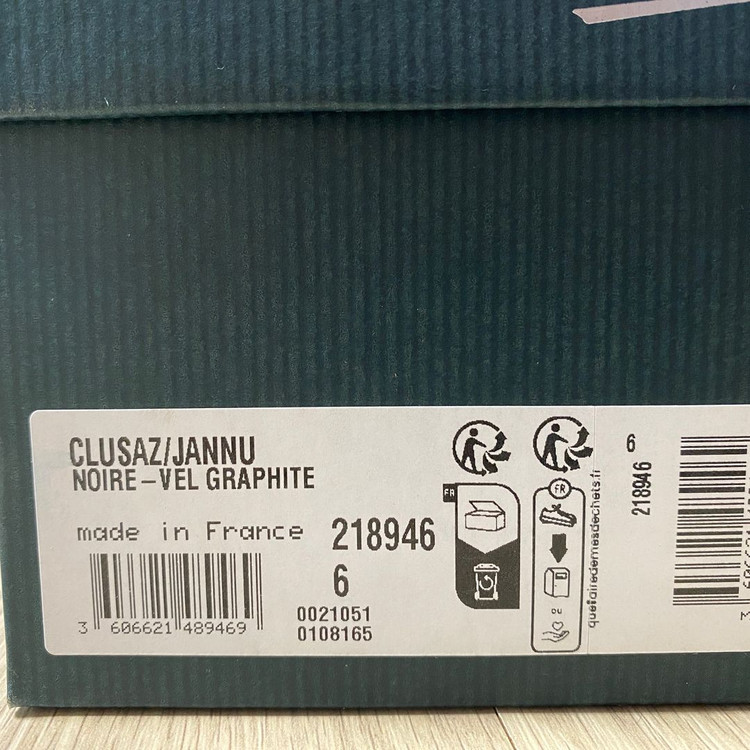 CLUSAZ/JANNU
NOIRE-VEL GRAPHITE
made in France
218946
6
0021051
0108165
3 606621 489469
FR
FR
OU
quefairedemesdechets.fr
6
218946